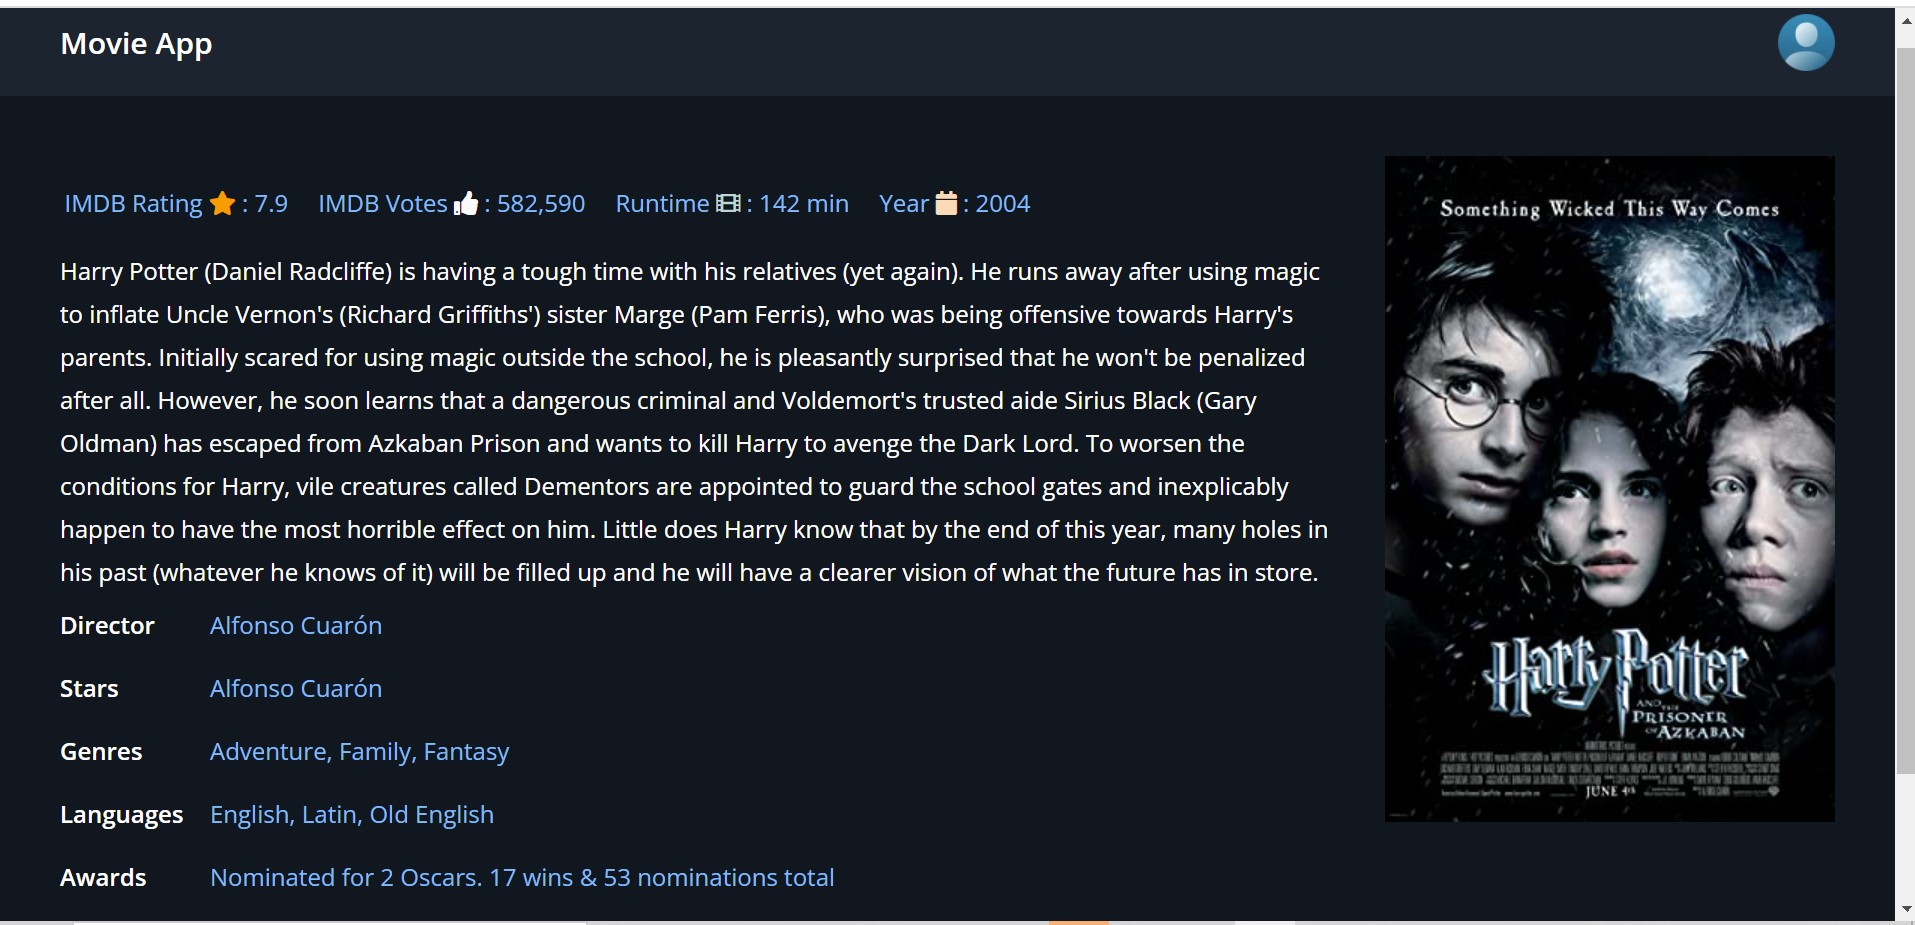 Movie App
IMDB Rating : 7.9 IMDB Votes : 582,590 Runtime : 142 min Year : 2004
Harry Potter (Daniel Radcliffe) is having a tough time with his relatives (yet again). He runs away after using magic
to inflate Uncle Vernon's (Richard Griffiths') sister Marge (Pam Ferris), who was being offensive towards Harry's
parents. Initially scared for using magic outside the school, he is pleasantly surprised that he won't be penalized
after all. However, he soon learns that a dangerous criminal and Voldemort's trusted aide Sirius Black (Gary
Oldman) has escaped from Azkaban Prison and wants to kill Harry to avenge the Dark Lord. To worsen the
conditions for Harry, vile creatures called Dementors are appointed to guard the school gates and inexplicably
happen to have the most horrible effect on him. Little does Harry know that by the end of this year, many holes in
his past (whatever he knows of it) will be filled up and he will have a clearer vision of what the future has in store.
Director Alfonso Cuarón
Stars Alfonso Cuarón
Genres Adventure, Family, Fantasy
Languages English, Latin, Old English
Awards Nominated for 2 Oscars. 17 wins & 53 nominations total
Something Wicked This Way Comes
Harry Potter
AND THE
PRISONER
OF AZKABAN
JUNE 4th